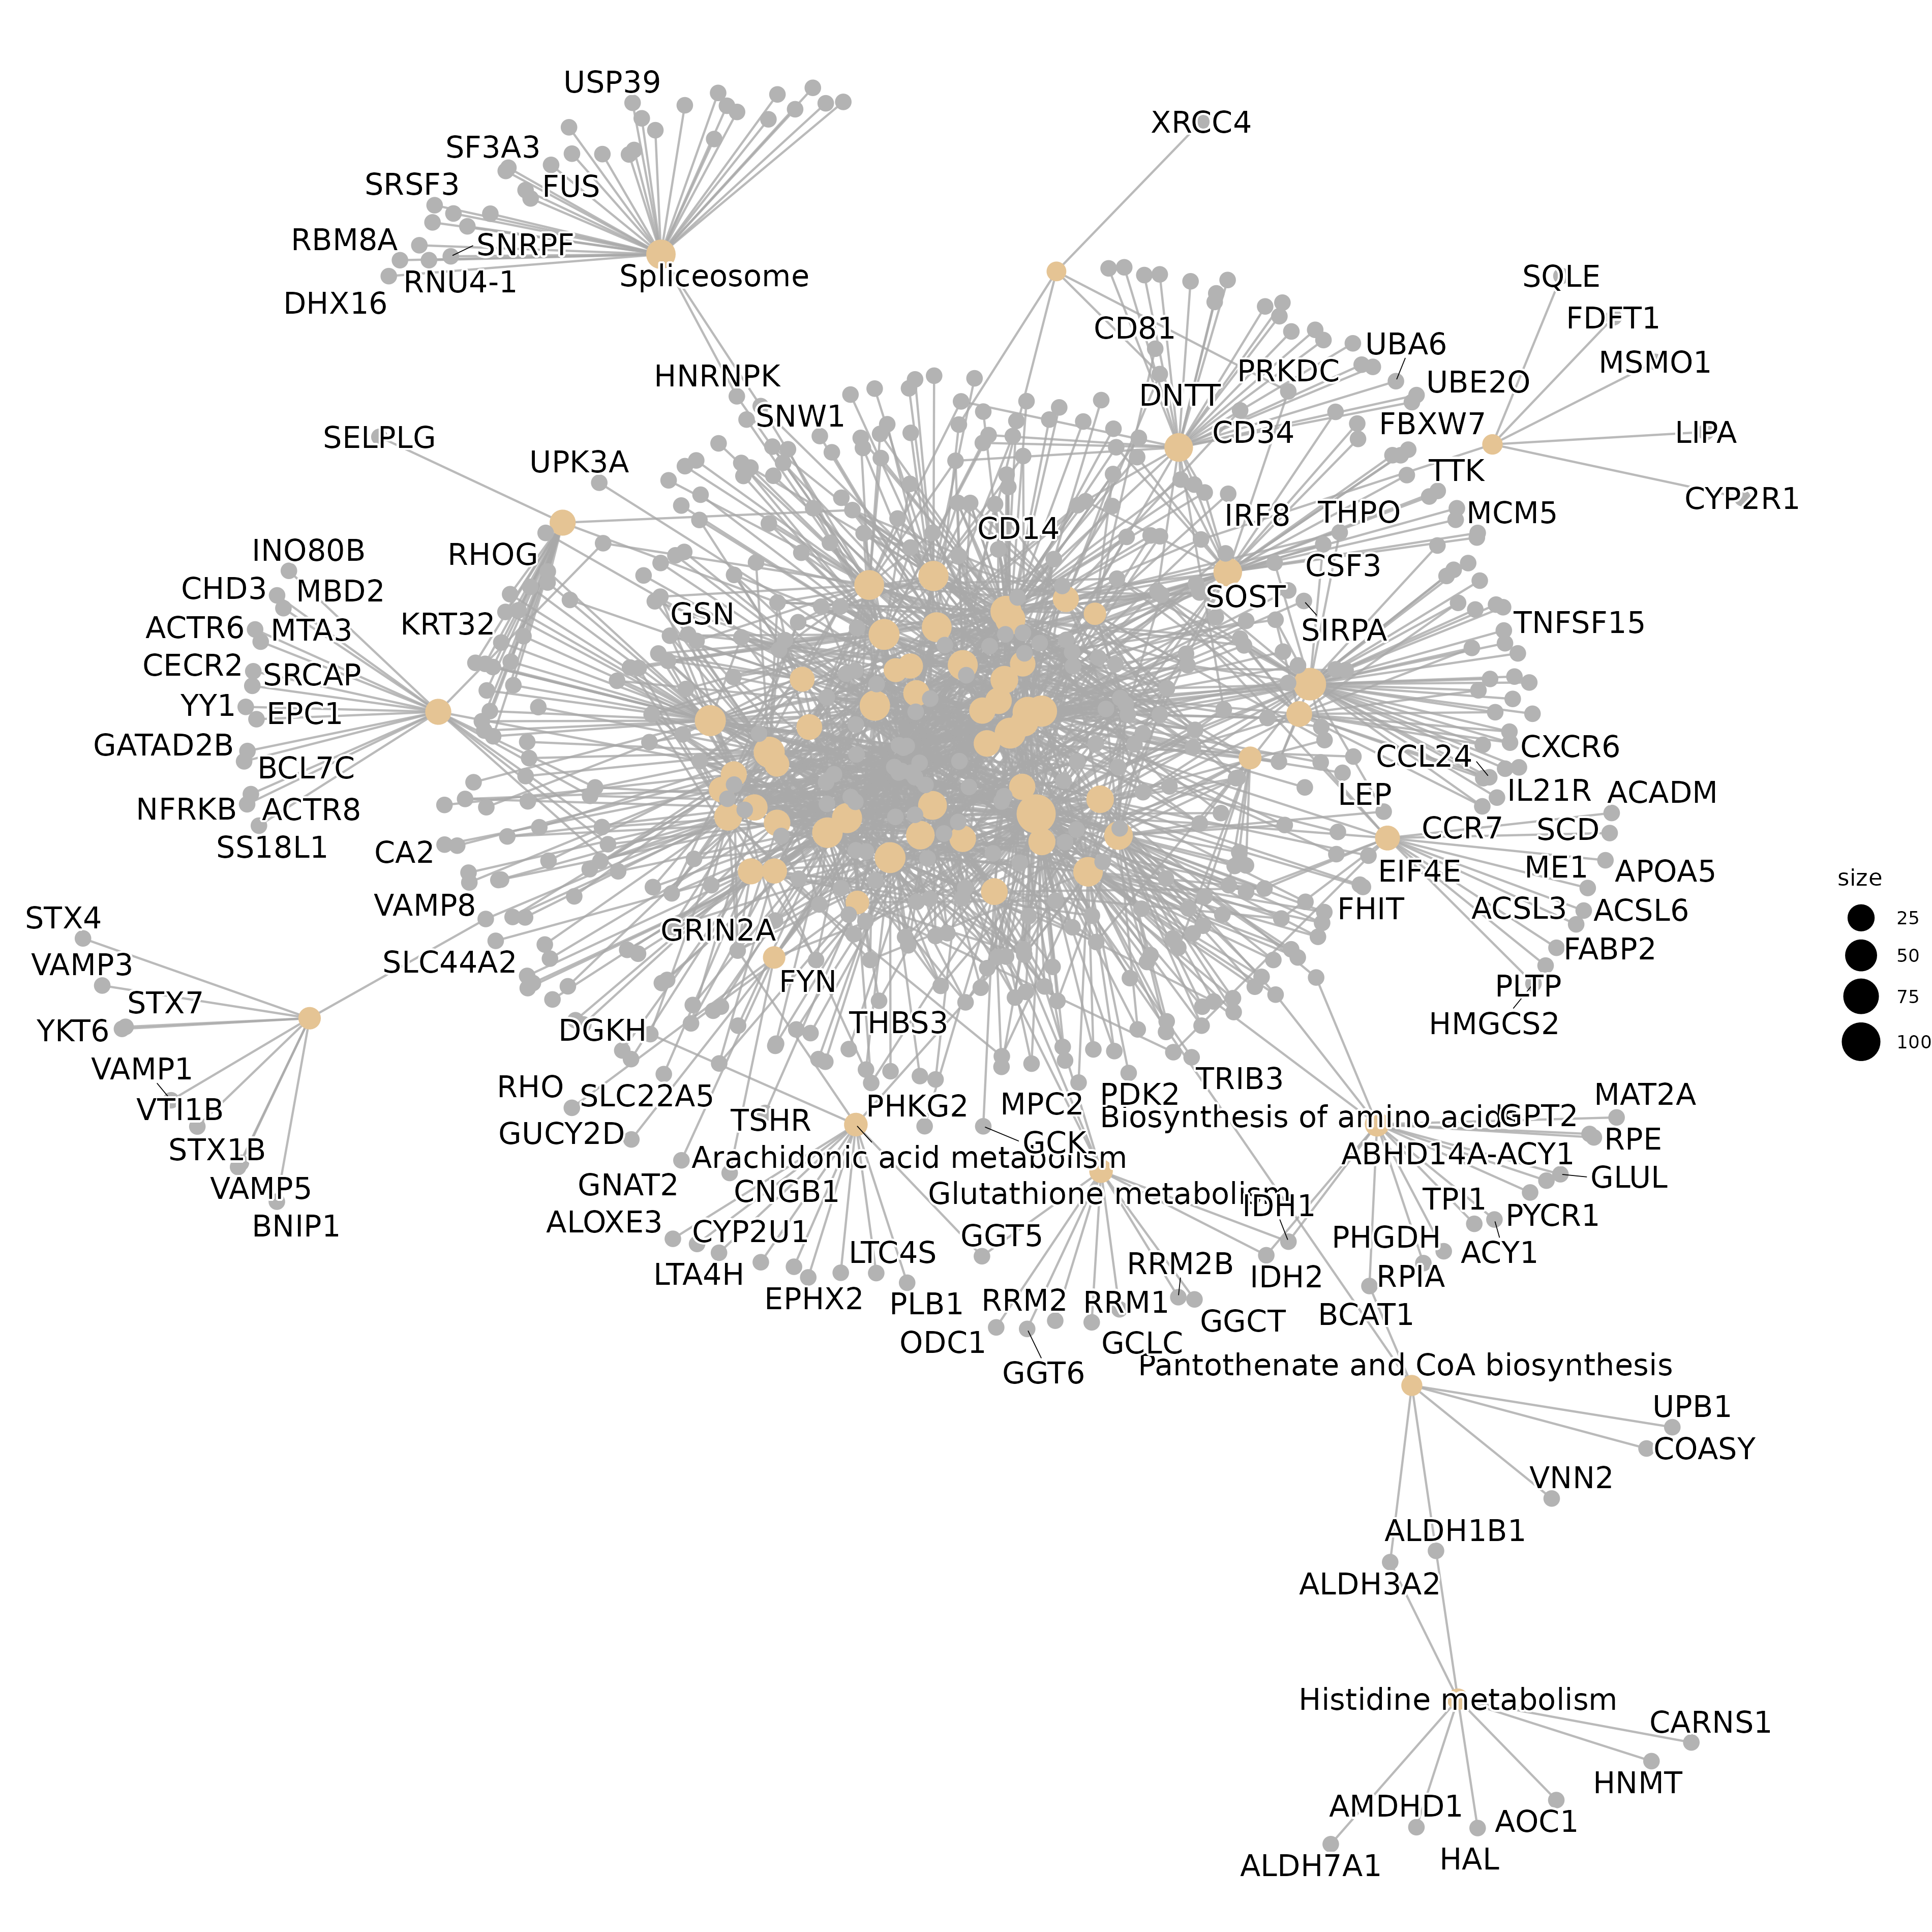 USP39
XRCC4
SF3A3
SRSF3
FUS
RBM8A
SNRPF
Spliceosome
RNU4-1
DHX16
SQLE
FDFT1
CD81
UBA6
MSMO1
HNRNPK
PRKDC
UBE2O
DNTT
SNW1
FBXW7
CD34
LIPA
SELPLG
UPK3A
TTK
CYP2R1
CD14
IRF8
THPO
MCM5
INO80B
RHOG
CSF3
CHD3
MBD2
SOST
GSN
ACTR6
MTA3
KRT32
SIRPA
TNFSF15
CECR2
SRCAP
YY1
EPC1
GATAD2B
CCL24
CXCR6
BCL7C
LEP
IL21R
ACADM
NFRKB
ACTR8
CCR7
SCD
SS18L1
CA2
EIF4E
ME1
APOA5
size
VAMP8
FHIT
ACSL3
ACSL6
25
STX4
GRIN2A
50
VAMP3
SLC44A2
FABP2
FYN
PLTP
75
STX7
THBS3
HMGCS2
YKT6
DGKH
100
VAMP1
RHO
SLC22A5
TRIB3
PDK2
MAT2A
VTI1B
TSHR
PHKG2
MPC2
Biosynthesis of amino acids
GPT2
GUCY2D
GCK
RPE
STX1B
Arachidonic acid metabolism
ABHD14A-ACY1
VAMP5
GNAT2
CNGB1
Glutathione metabolism
IDH1
GLUL
BNIP1
ALOXE3
CYP2U1
TPI1
PYCR1
GGT5
PHGDH
LTC4S
ACY1
LTA4H
RRM2B
IDH2
RPIA
EPHX2
PLB1
RRM2
RRM1
GGCT
BCAT1
ODC1
GCLC
GGT6
Pantothenate and CoA biosynthesis
UPB1
COASY
VNN2
ALDH1B1
ALDH3A2
Histidine metabolism
CARNS1
HNMT
AMDHD1
AOC1
HAL
ALDH7A1